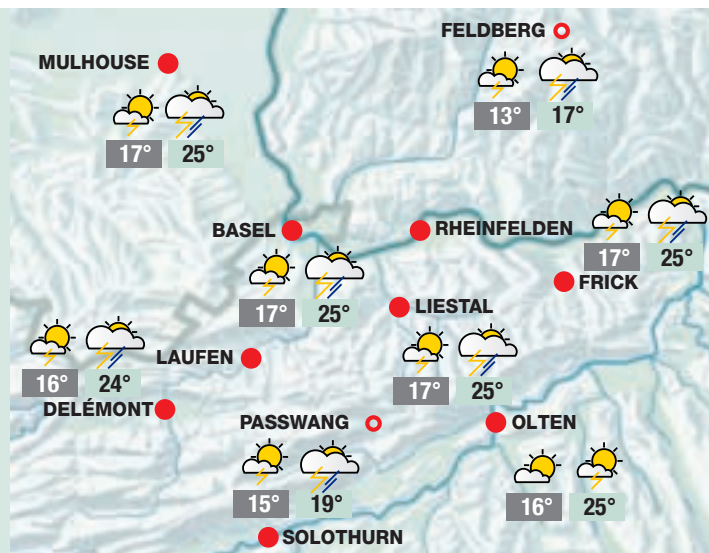 FELDBERG
MULHOUSE
13° 17°
17° 25°
BASEL
RHEINFELDEN
17° 25°
FRICK
17° 25°
LIESTAL
LAUFEN
16° 24°
17° 25°
DELÉMONT
PASSWANG
OLTEN
15° 19°
16° 25°
SOLOTHURN